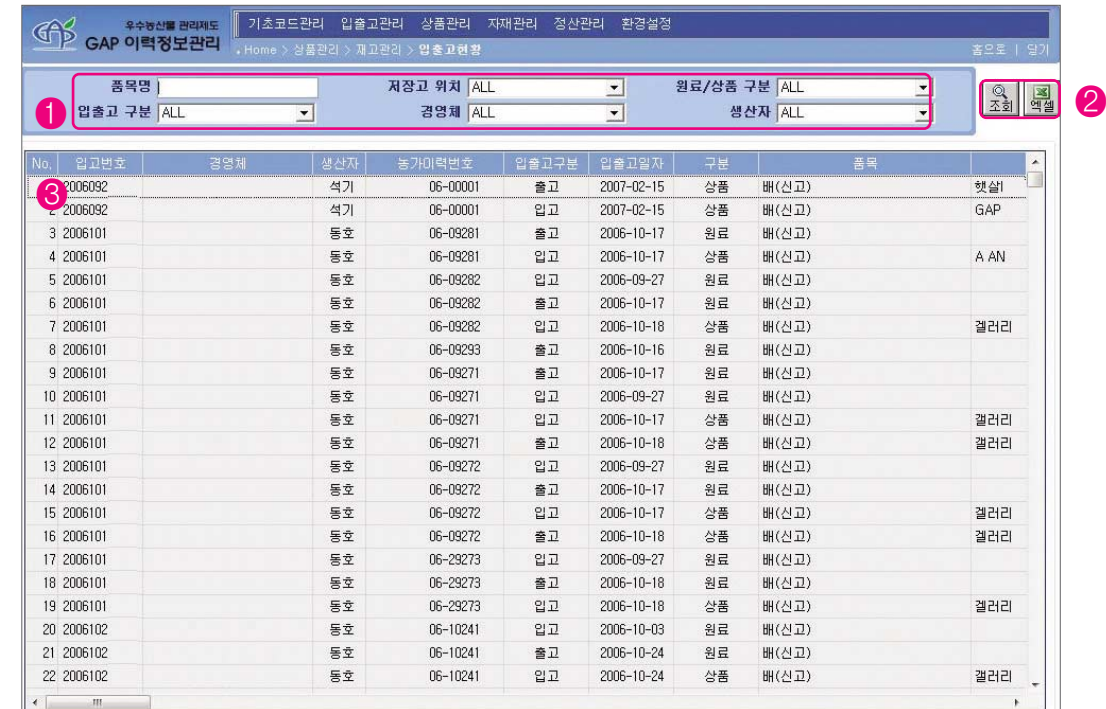 우수농산물 관리제도
GAP 이력정보관리
기초코드관리 입출고관리 상품관리 자재관리 정산관리 환경설정
Home > 상품관리 > 재고관리 > 입출고현황 홈으로 | 닫기
품목명 저장고 위치 ALL 원료/상품 구분 ALL
1 입출고 구분 ALL 경영체 ALL 생산자 ALL 조회 엑셀 2
No. 입고번호 경영체 생산자 농가이력번호 입출고구분 입출고일자 구분 품목
3 2006092 석기 06-00001 출고 2007-02-15 상품 배(신고) 햇살
2 2006092 석기 06-00001 입고 2007-02-15 상품 배(신고) GAP
3 2006101 동호 06-09281 출고 2006-10-17 원료 배(신고)
4 2006101 동호 06-09281 입고 2006-10-17 상품 배(신고) A AN
5 2006101 동호 06-09282 입고 2006-09-27 원료 배(신고)
6 2006101 동호 06-09282 출고 2006-10-17 원료 배(신고)
7 2006101 동호 06-09282 입고 2006-10-18 상품 배(신고) 겔러리
8 2006101 동호 06-09293 출고 2006-10-16 원료 배(신고)
9 2006101 동호 06-09271 출고 2006-10-17 원료 배(신고)
10 2006101 동호 06-09271 입고 2006-09-27 원료 배(신고)
11 2006101 동호 06-09271 입고 2006-10-17 상품 배(신고) 갤러리
12 2006101 동호 06-09271 출고 2006-10-18 상품 배(신고) 갤러리
13 2006101 동호 06-09272 입고 2006-09-27 원료 배(신고)
14 2006101 동호 06-09272 출고 2006-10-17 원료 배(신고)
15 2006101 동호 06-09272 입고 2006-10-17 상품 배(신고) 겔러리
16 2006101 동호 06-09272 출고 2006-10-18 상품 배(신고) 겔러리
17 2006101 동호 06-29273 입고 2006-09-27 원료 배(신고)
18 2006101 동호 06-29273 출고 2006-10-18 원료 배(신고)
19 2006101 동호 06-29273 입고 2006-10-18 상품 배(신고) 겔러리
20 2006102 동호 06-10241 입고 2006-10-03 원료 배(신고)
21 2006102 동호 06-10241 출고 2006-10-24 원료 배(신고)
22 2006102 동호 06-10241 입고 2006-10-24 상품 배(신고) 갤러리